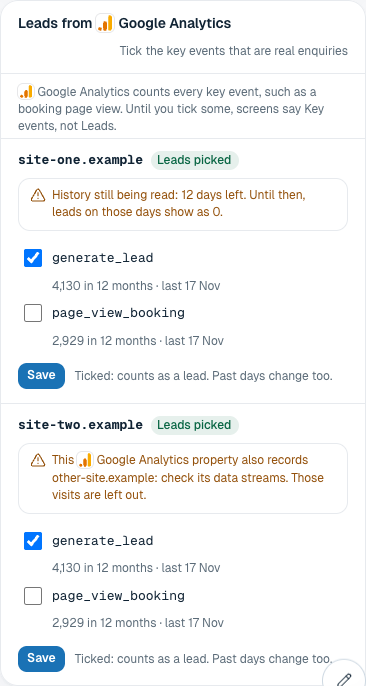 Leads from Google Analytics
Tick the key events that are real enquiries
Google Analytics counts every key event, such as a
booking page view. Until you tick some, screens say Key
events, not Leads.
site-one.example Leads picked
History still being read: 12 days left. Until then,
leads on those days show as 0.
generate_lead
4,130 in 12 months · last 17 Nov
page_view_booking
2,929 in 12 months · last 17 Nov
Save Ticked: counts as a lead. Past days change too.
site-two.example Leads picked
This Google Analytics property also records
other-site.example: check its data streams. Those
visits are left out.
generate_lead
4,130 in 12 months · last 17 Nov
page_view_booking
2,929 in 12 months · last 17 Nov
Save Ticked: counts as a lead. Past days change too.